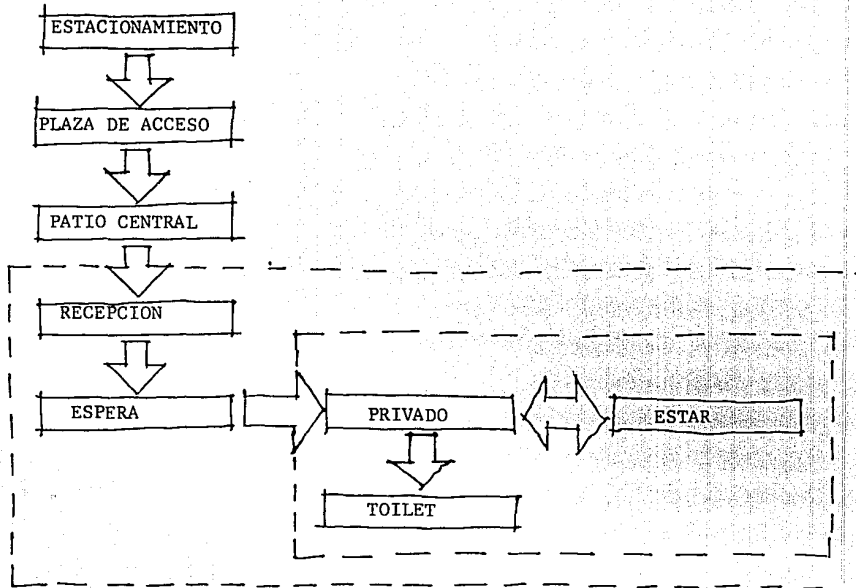 ESTACIONAMIENTO
PLAZA DE ACCESO
PATIO CENTRAL
RECEPCION
ESPERA
PRIVADO
ESTAR
TOILET